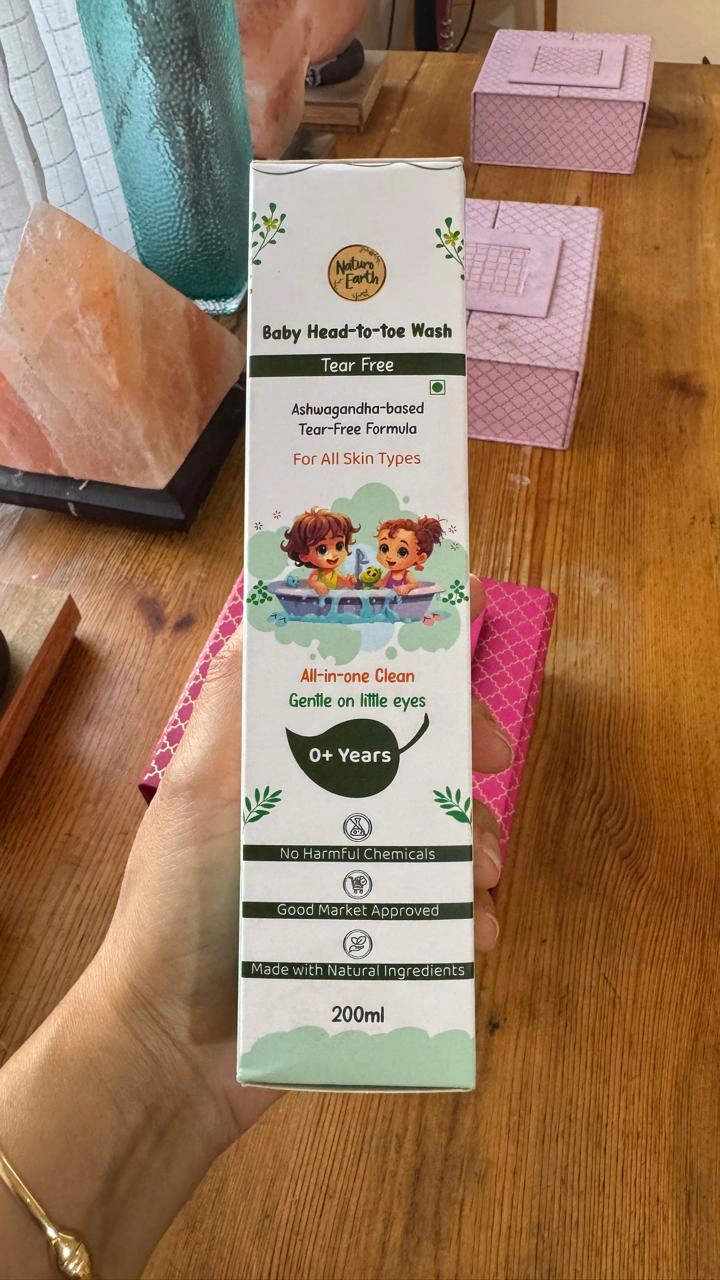 Naturo
Earth
Baby Head-to-toe Wash
Tear Free
Ashwagandha-based
Tear-Free Formula
For All Skin Types
All-in-one Clean
Gentle on little eyes
0+ Years
No Harmful Chemicals
Good Market Approved
Made with Natural Ingredients
200ml